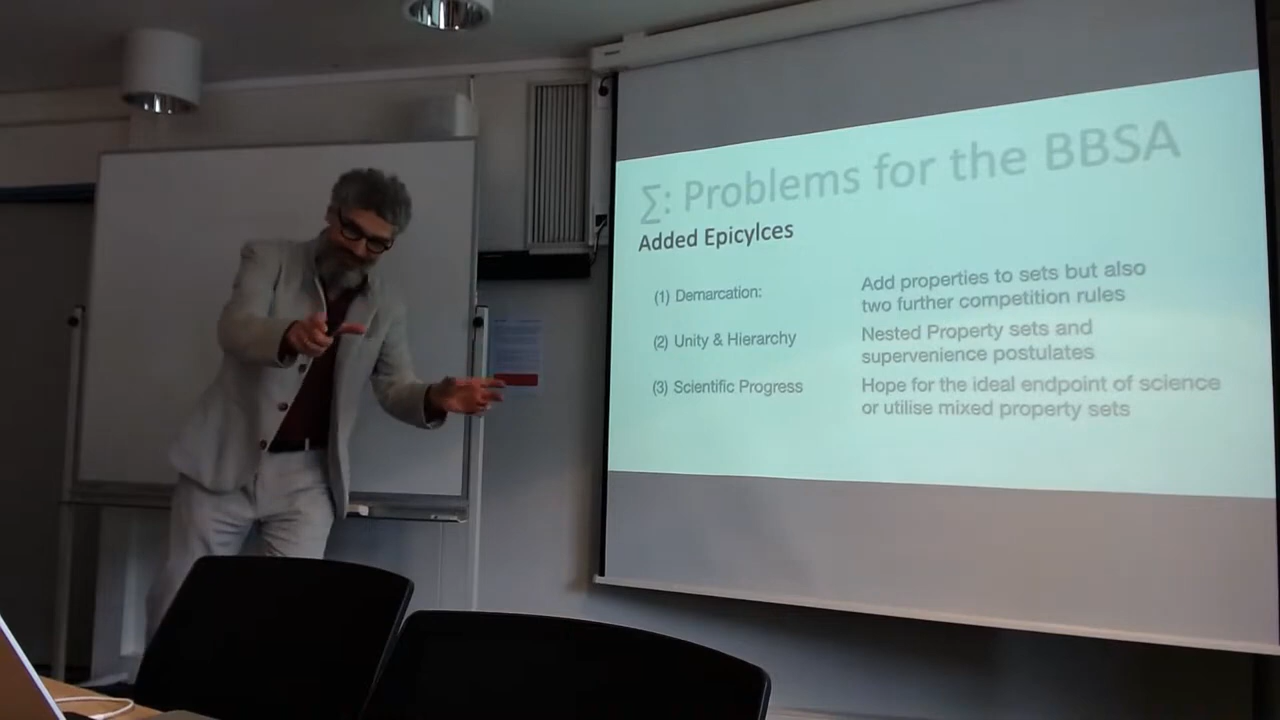 ∑: Problems for the BBSA
Added Epicylces
(1) Demarcation:
Add properties to sets but also
two further competition rules
(2) Unity & Hierarchy
Nested Property sets and
supervenience postulates
(3) Scientific Progress
Hope for the ideal endpoint of science
or utilise mixed property sets